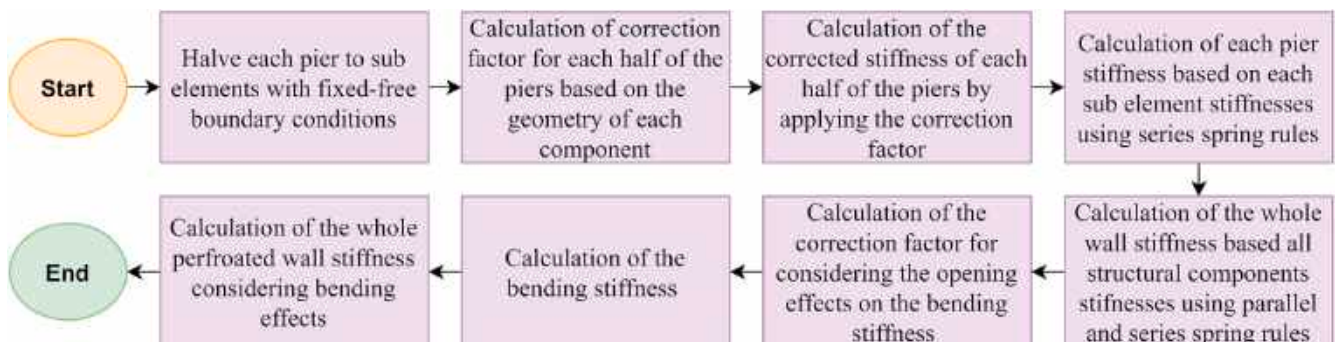 Start
Halve each pier to sub
elements with fixed-free
boundary conditions
Calculation of correction
factor for each half of the
piers based on the
geometry of each
component
Calculation of the
corrected stiffness of each
half of the piers by
applying the correction
factor
Calculation of each pier
stiffness based on each
sub element stiffnesses
using series spring rules
Calculation of the whole
wall stiffness based all
structural components
stifnesses using parallel
and series spring rules
Calculation of the
correction factor for
considering the opening
effects on the bending
stiffness
Calculation of the
bending stiffness
Calculation of the whole
perfroated wall stiffness
considering bending
effects
End